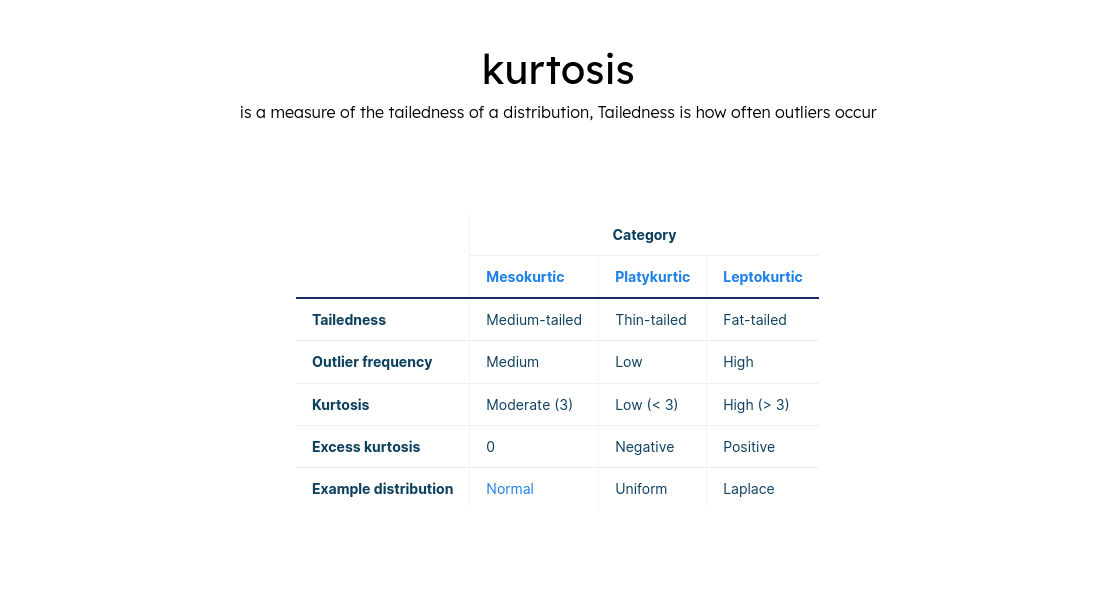 kurtosis
is a measure of the tailedness of a distribution, Tailedness is how often outliers occur
Category
Mesokurtic Platykurtic Leptokurtic
Tailedness Medium-tailed Thin-tailed Fat-tailed
Outlier frequency Medium Low High
Kurtosis Moderate (3) Low (< 3) High (> 3)
Excess kurtosis 0 Negative Positive
Example distribution Normal Uniform Laplace